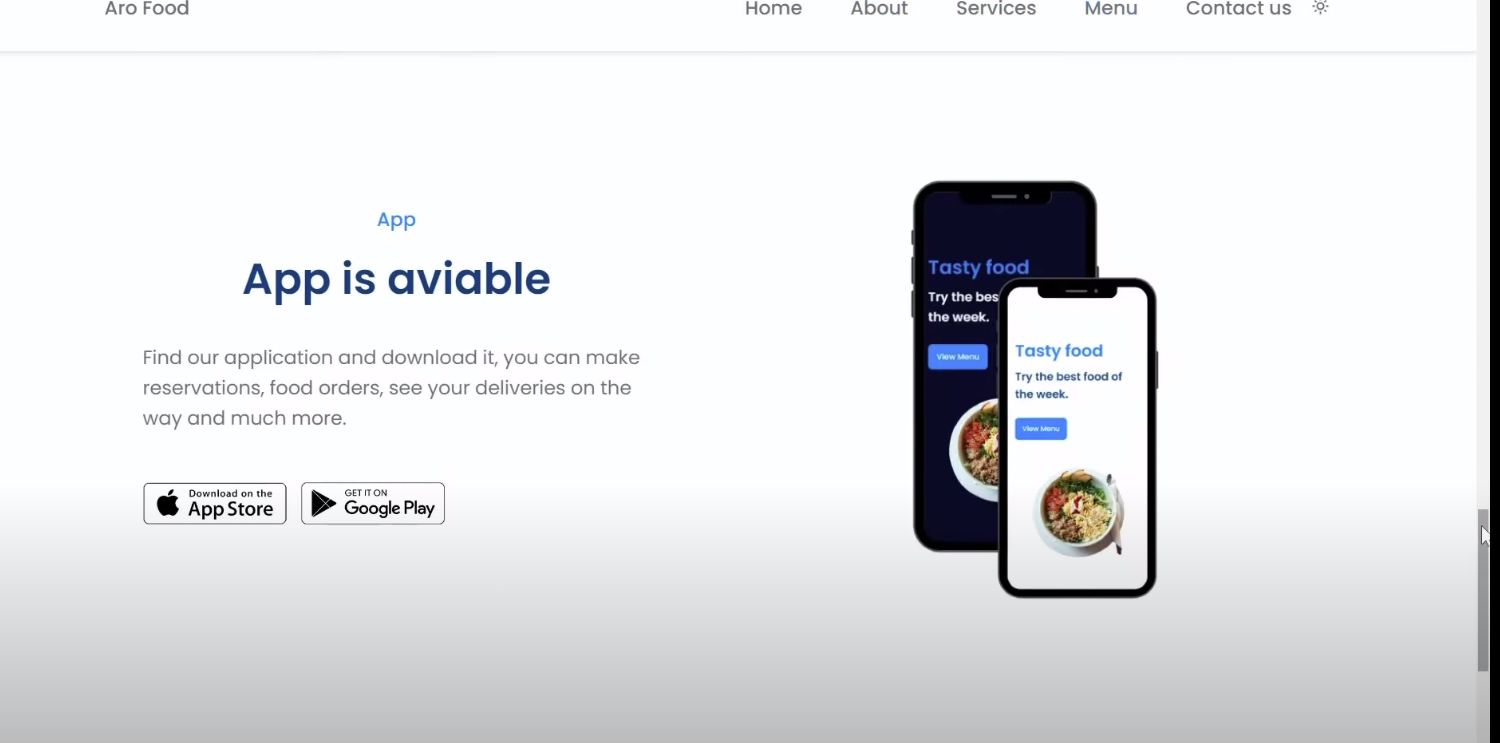 Aro Food
Home About Services Menu Contact us
App
App is aviable
Find our application and download it, you can make
reservations, food orders, see your deliveries on the
way and much more.
Download on the
App Store
GET IT ON
Google Play
Tasty food
Try the bes
the week.
View Menu
Tasty food
Try the best food of
the week.
View Menu